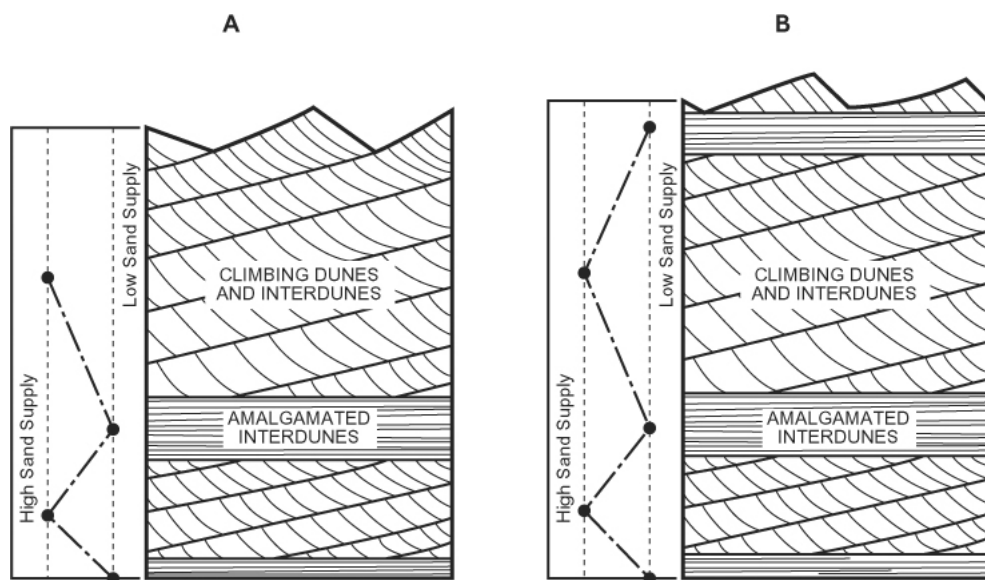 A
Low Sand Supply
High Sand Supply
CLIMBING DUNES
AND INTERDUNES
AMALGAMATED
INTERDUNES
B
Low Sand Supply
High Sand Supply
CLIMBING DUNES
AND INTERDUNES
AMALGAMATED
INTERDUNES